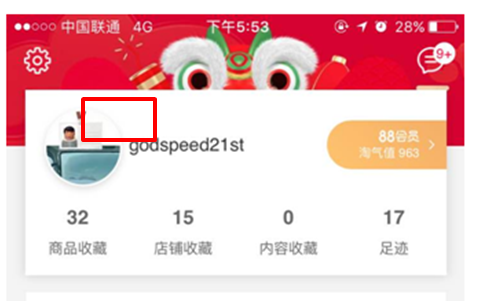 中国联通 4G 下午5:53 28%
9+
godspeed21st
88会员
淘气值 963
32 15 0 17
商品收藏 店铺收藏 内容收藏 足迹